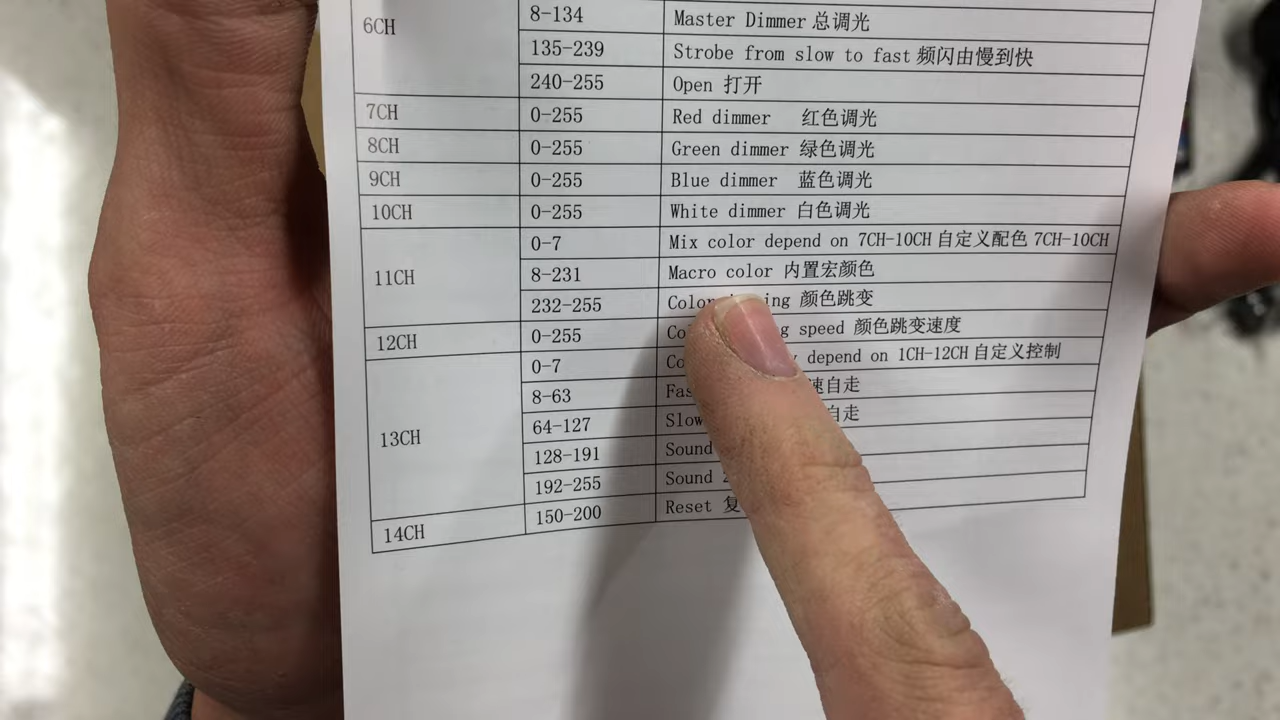 6CH 8-134 Master Dimmer 总调光
135-239 Strobe from slow to fast 频闪由慢到快
240-255 Open 打开
7CH 0-255 Red dimmer 红色调光
8CH 0-255 Green dimmer 绿色调光
9CH 0-255 Blue dimmer 蓝色调光
10CH 0-255 White dimmer 白色调光
0-7 Mix color depend on 7CH-10CH 自定义配色 7CH-10CH
11CH 8-231 Macro color 内置宏颜色
232-255 颜色跳变
12CH 0-255 speed 颜色跳变速度
0-7 depend on 1CH-12CH 自定义控制
8-63 自走
13CH 64-127 Slow 自走
128-191 Sound
192-255 Sound
14CH 150-200 Reset